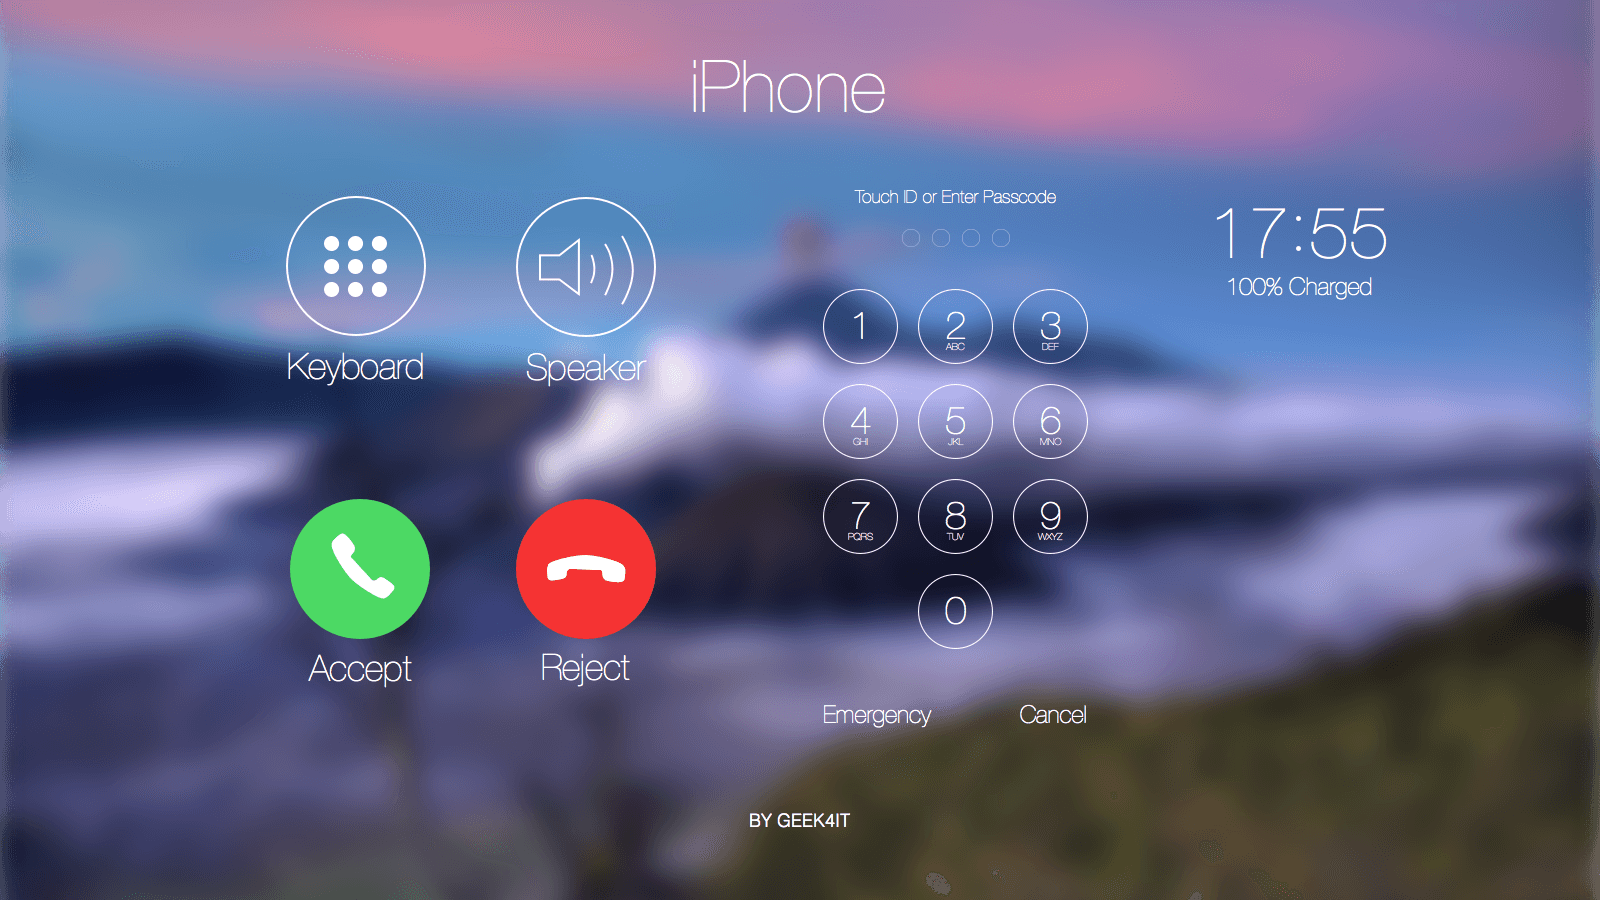 iPhone
Keyboard
Speaker
Accept
Reject
Touch ID or Enter Passcode
1
2
ABC
3
DEF
4
GHI
5
JKL
6
MNO
7
PQRS
8
TUV
9
WXYZ
0
Emergency
Cancel
17:55
100% Charged
BY GEEK4IT